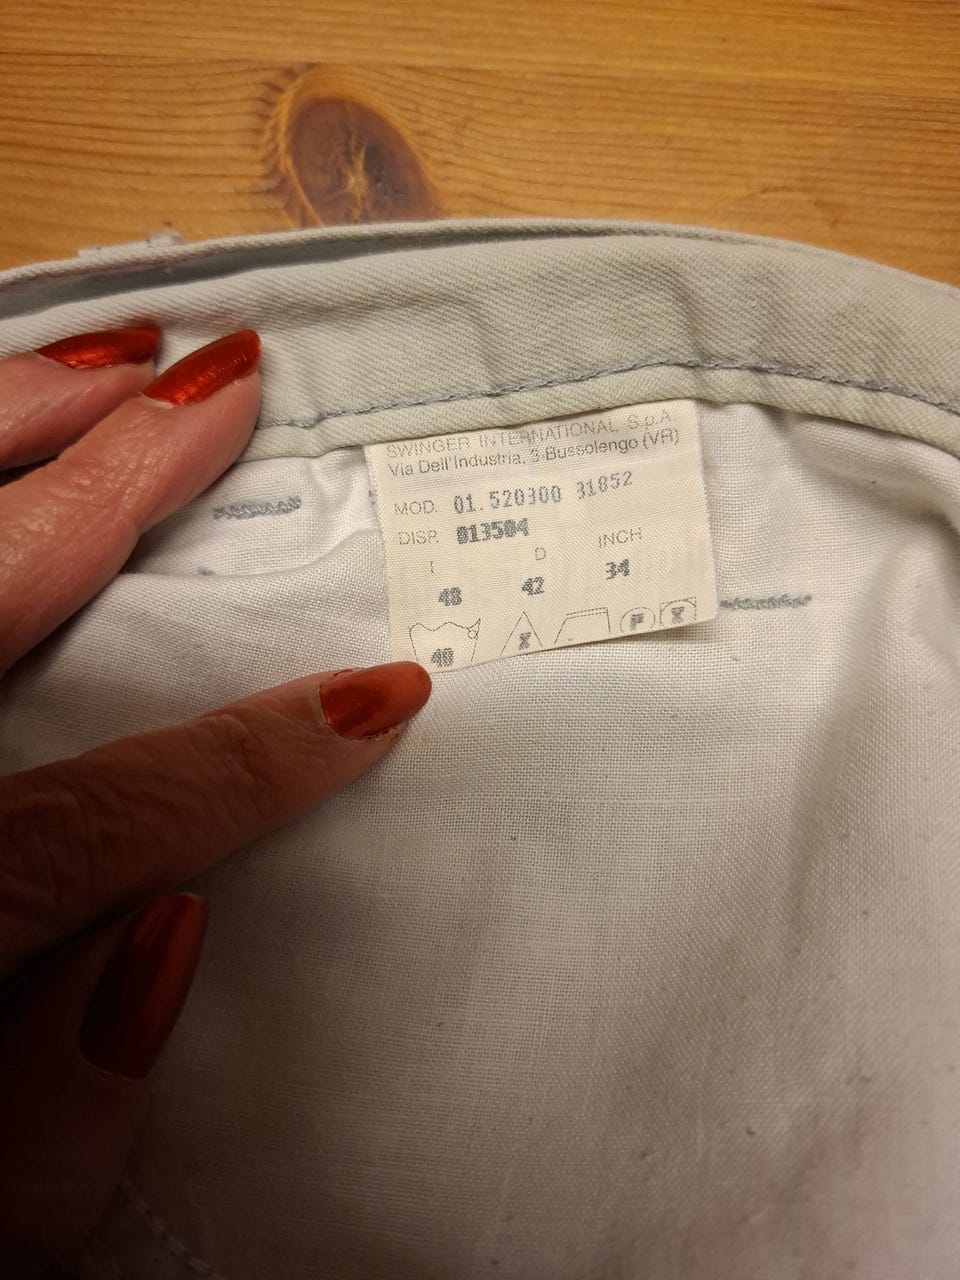 SWINGER INTERNATIONAL S.p.A
Via Dell'Industria, 3-Bussolengo (VR)
MOD. 01.520300 31852
DISP. 013504
I D INCH
48 42 34
40 X F X